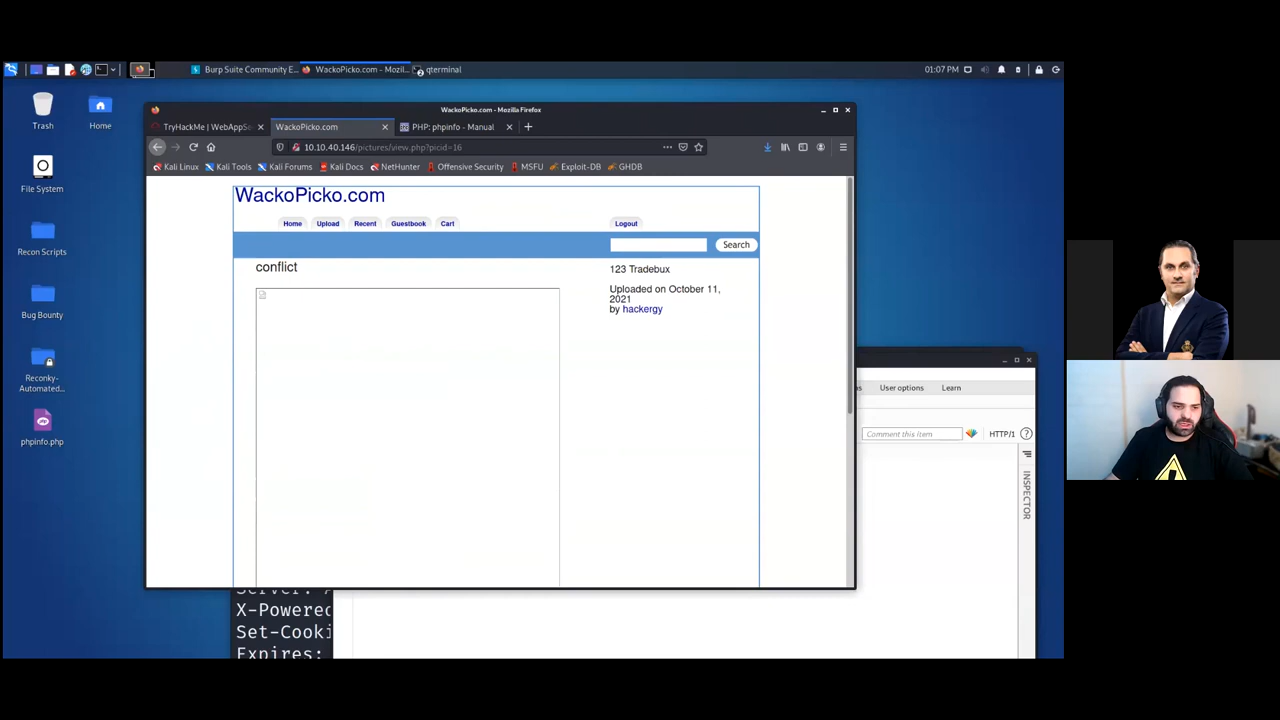 Burp Suite Community E...
WackoPicko.com - Mozil...
qterminal
01:07 PM
Trash
Home
File System
Recon Scripts
Bug Bounty
Reconky-
Automated...
phpinfo.php
WackoPicko.com - Mozilla Firefox
TryHackMe | WebAppSe
WackoPicko.com
PHP: phpinfo - Manual
10.10.40.146/pictures/view.php?picid=16
Kali Linux
Kali Tools
Kali Forums
Kali Docs
NetHunter
Offensive Security
MSFU
Exploit-DB
GHDB
WackoPicko.com
Home
Upload
Recent
Guestbook
Cart
Logout
Search
conflict
123 Tradebux
Uploaded on October 11,
2021
by hackergy
User options
Learn
Comment this item
HTTP/1
INSPECTOR
X-Powered
Set-Cooki
Expires: